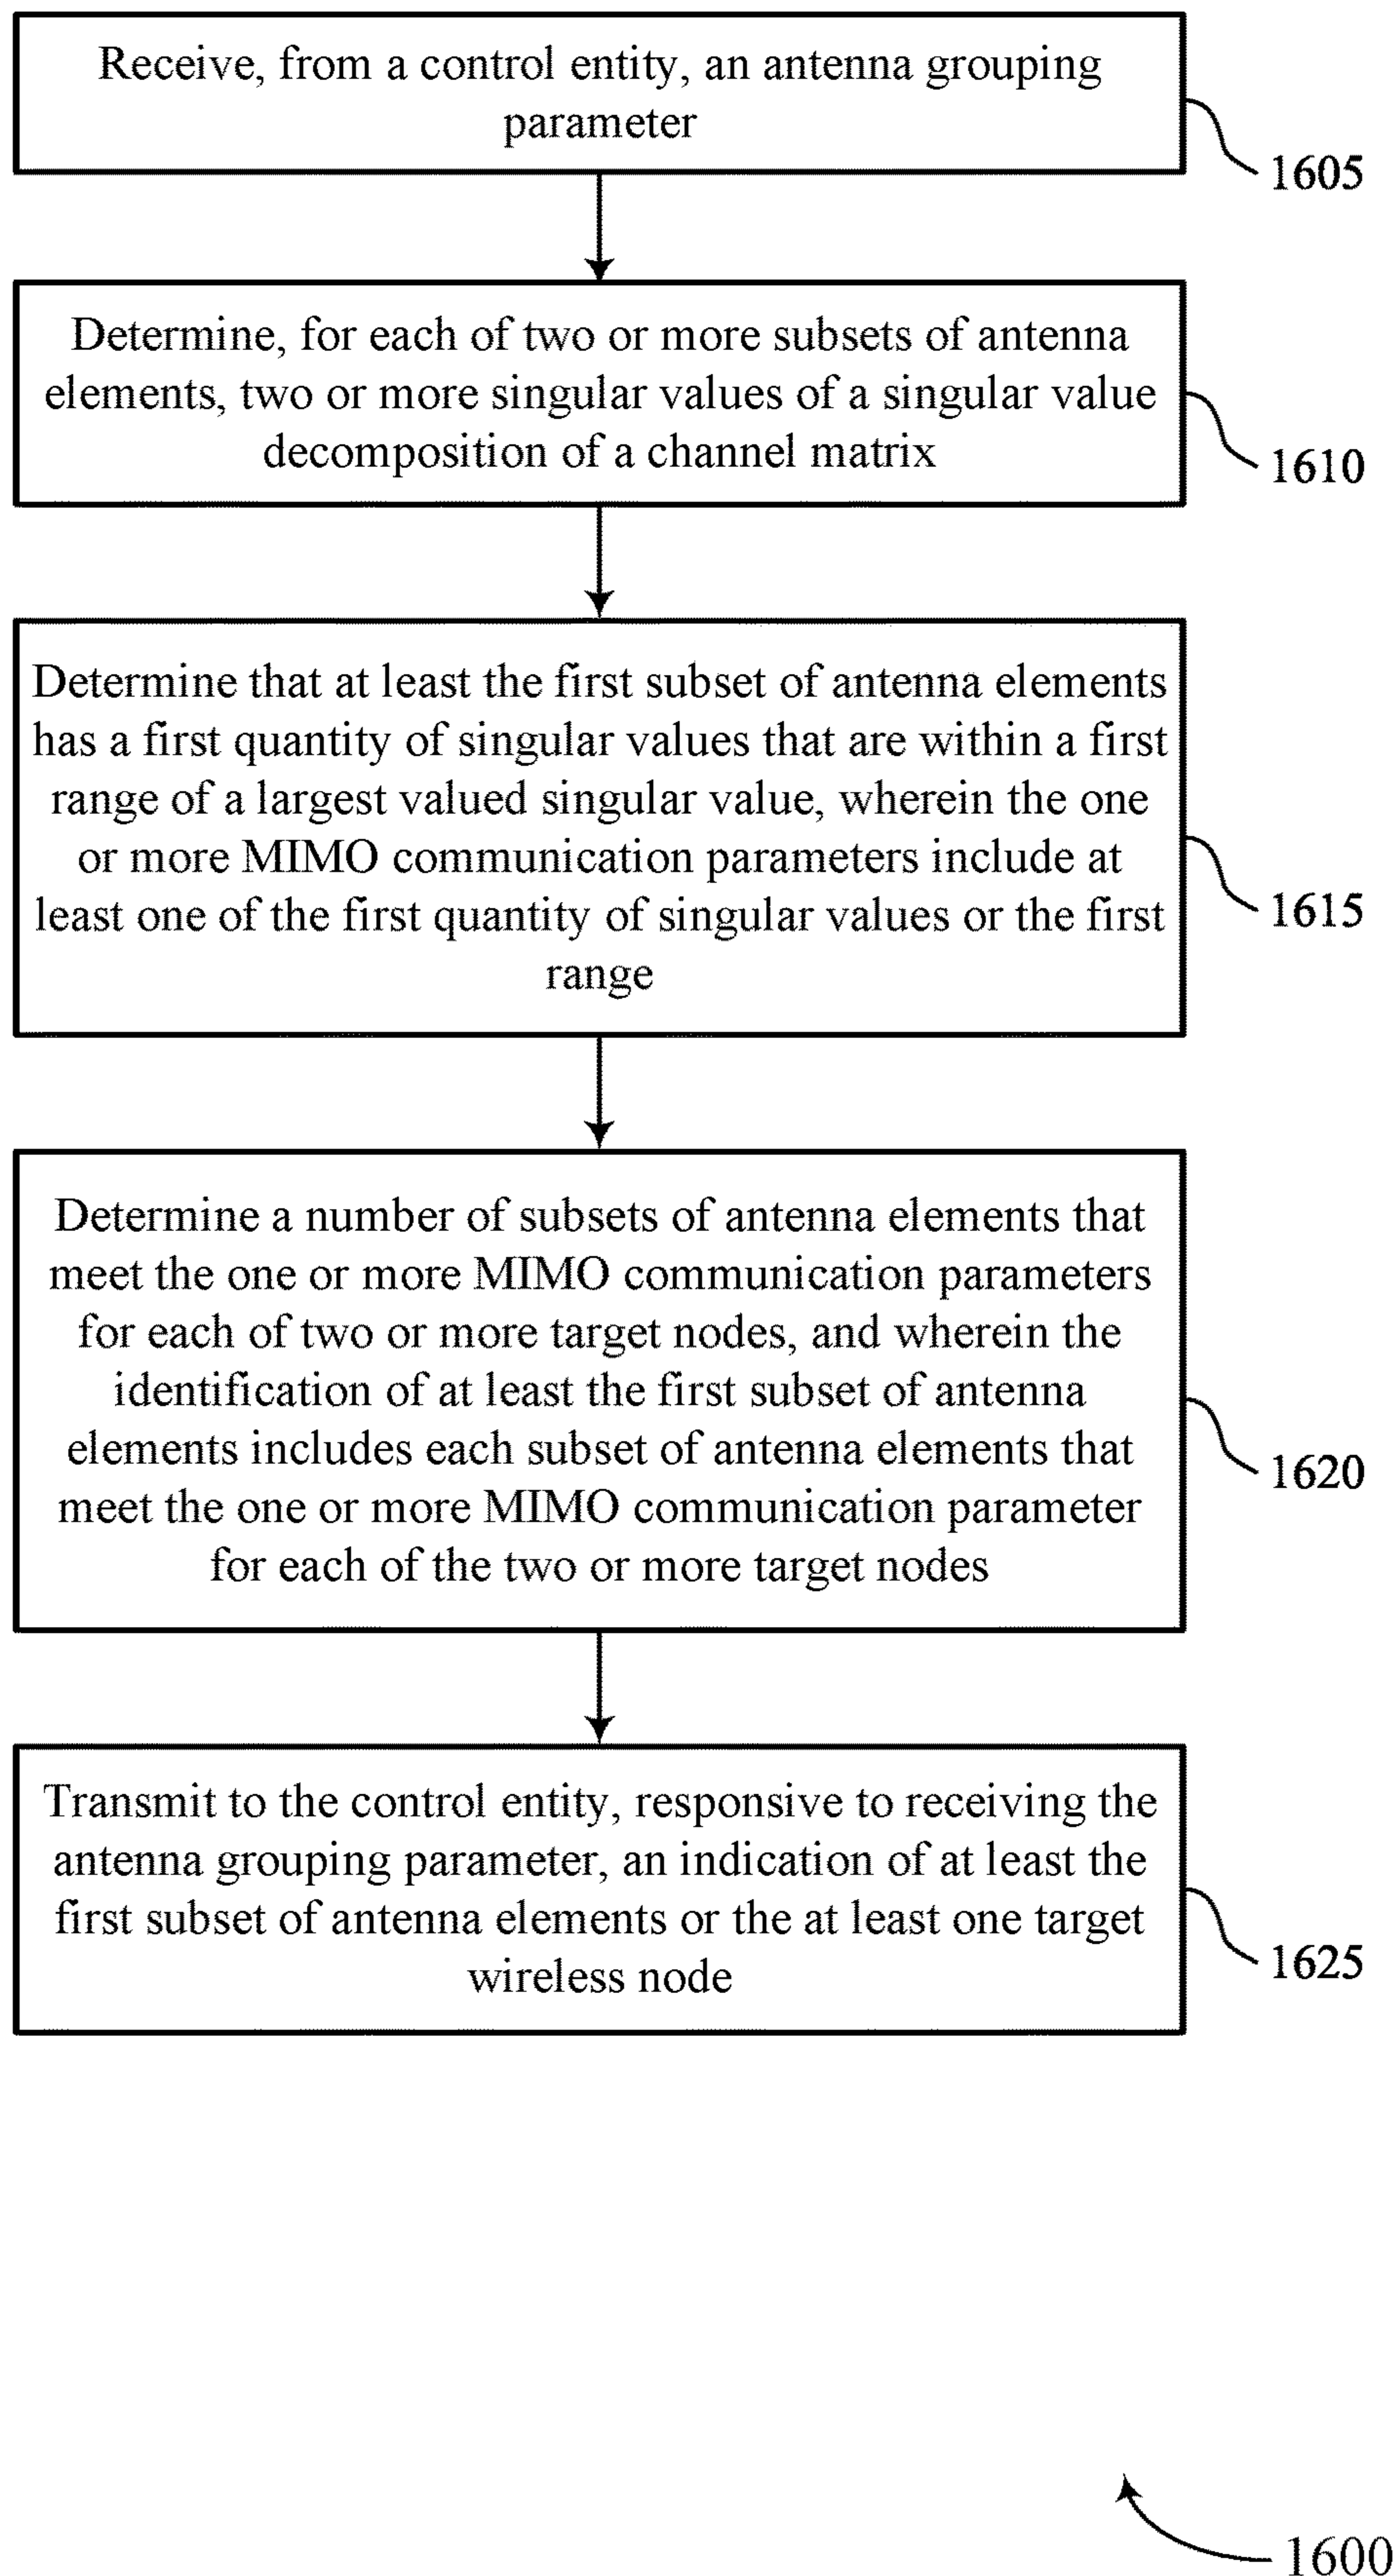 Receive, from a control entity, an antenna grouping
parameter
1605
Determine, for each of two or more subsets of antenna
elements, two or more singular values of a singular value
decomposition of a channel matrix
1610
Determine that at least the first subset of antenna elements
has a first quantity of singular values that are within a first
range of a largest valued singular value, wherein the one
or more MIMO communication parameters include at
least one of the first quantity of singular values or the first
range
1615
Determine a number of subsets of antenna elements that
meet the one or more MIMO communication parameters
for each of two or more target nodes, and wherein the
identification of at least the first subset of antenna
elements includes each subset of antenna elements that
meet the one or more MIMO communication parameter
for each of the two or more target nodes
1620
Transmit to the control entity, responsive to receiving the
antenna grouping parameter, an indication of at least the
first subset of antenna elements or the at least one target
wireless node
1625
1600